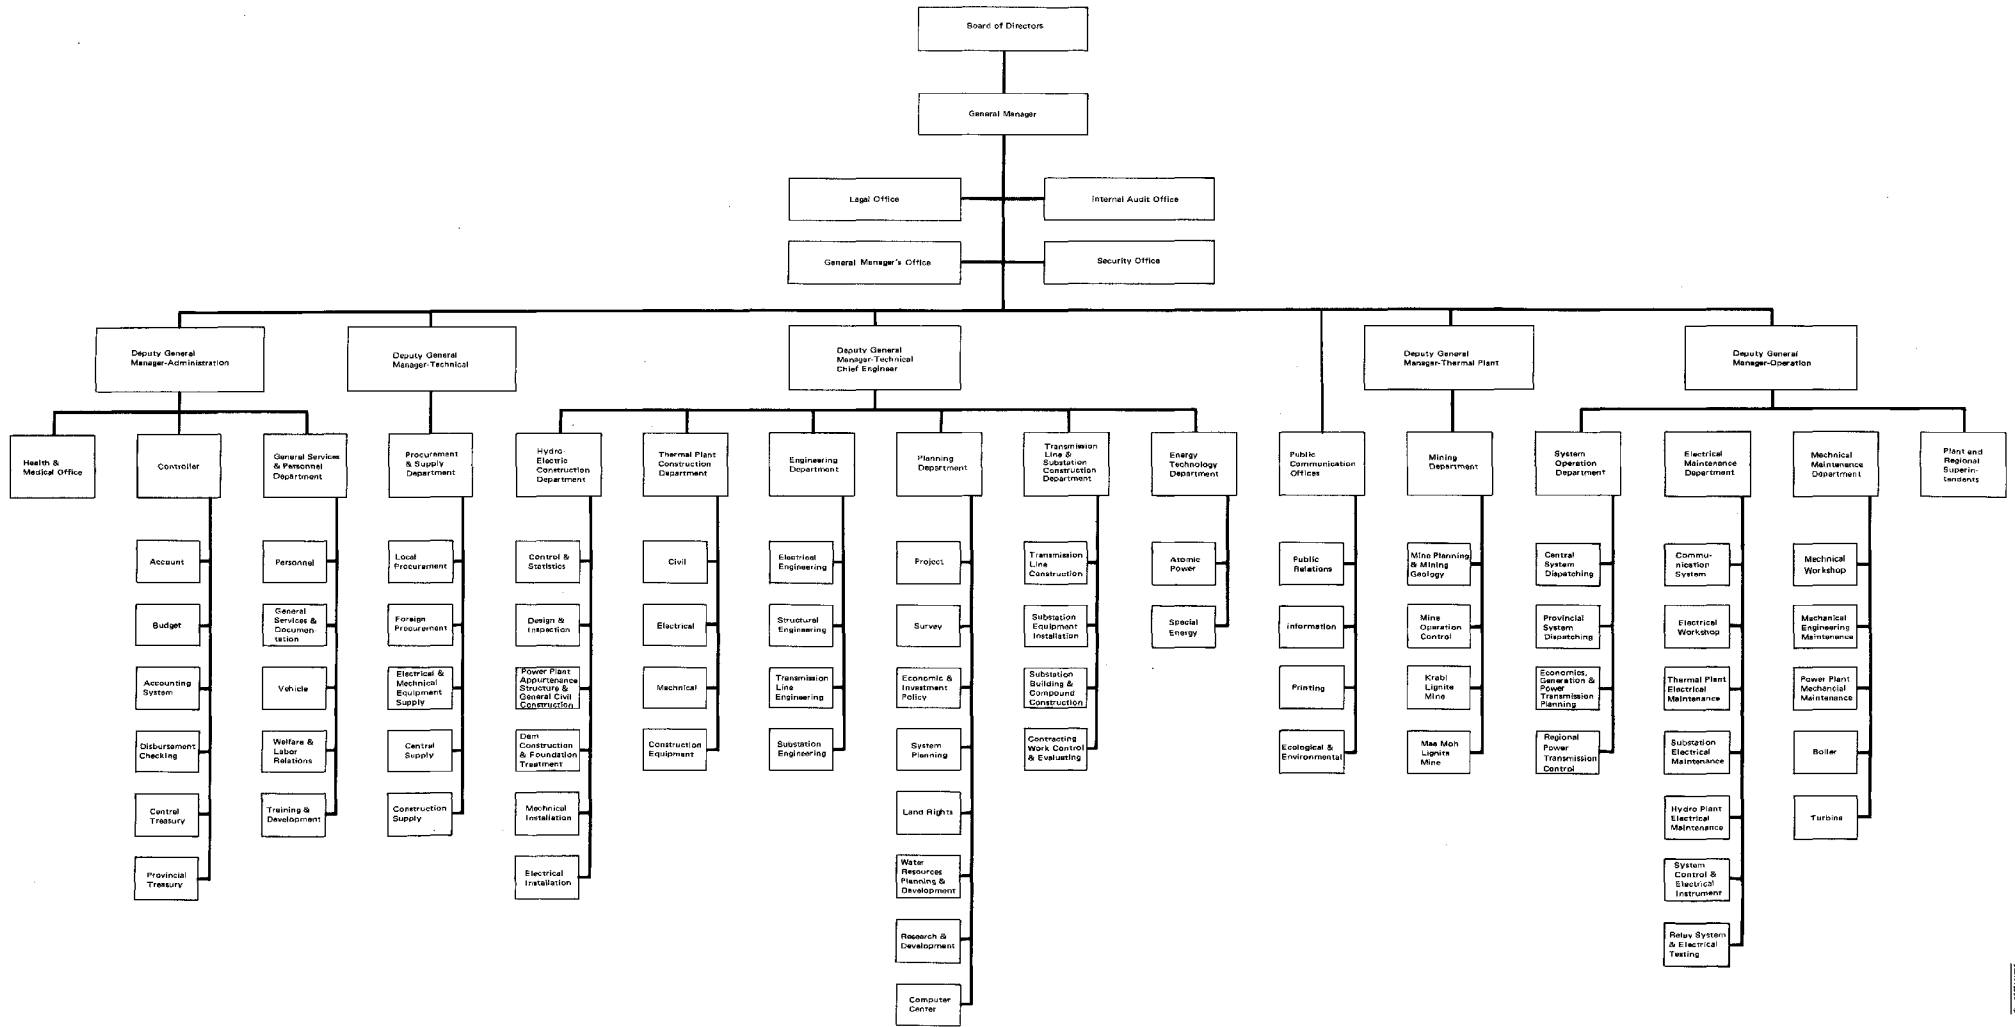 Board of Directors
General Manager
Legal Office
Internal Audit Office
General Manager's Office
Security Office
Deputy General
Manager-Administration
Deputy General
Manager-Technical
Deputy General
Manager-Technical
Chief Engineer
Deputy General
Manager-Thermal Plant
Deputy General
Manager-Operation
Health &
Medical Office
Controller
General Services
& Personnel
Department
Procurement
& Supply
Department
Hydro-
Electric
Construction
Department
Thermal Plant
Construction
Department
Engineering
Department
Planning
Department
Transmission
Line &
Substation
Construction
Department
Energy
Technology
Department
Public
Communication
Offices
Mining
Department
System
Operation
Department
Electrical
Maintenance
Department
Mechnical
Maintenance
Department
Plant and
Regional
Superin-
tendents
Account
Budget
Accounting
System
Disbursement
Checking
Central
Treasury
Provincial
Treasury
Personnel
General
Services &
Documen-
tation
Vehicle
Welfare &
Labor
Relations
Training &
Development
Local
Procurement
Foreign
Procurement
Electrical &
Mechnical
Equipment
Supply
Central
Supply
Construction
Supply
Control &
Statistics
Design &
Inspection
Power Plant
Appurtenance
Structure &
General Civil
Construction
Dam
Construction
& Foundation
Treatment
Mechnical
Installation
Electrical
Installation
Civil
Electrical
Mechnical
Construction
Equipment
Electrical
Engineering
Structural
Engineering
Transmission
Line
Engineering
Substation
Engineering
Project
Survey
Economic &
Investment
Policy
System
Planning
Land Rights
Water
Resources
Planning &
Development
Research &
Development
Computer
Center
Transmission
Line
Construction
Substation
Equipment
Installation
Substation
Building &
Compound
Construction
Contracting
Work Control
& Evaluating
Atomic
Power
Special
Energy
Public
Relations
Information
Printing
Ecological &
Environmental
Mine Planning
& Mining
Geology
Mine
Operation
Control
Krabi
Lignite
Mine
Mae Moh
Lignite
Mine
Central
System
Dispatching
Provincial
System
Dispatching
Economics,
Generation &
Power
Transmission
Planning
Regional
Power
Transmission
Control
Commu-
nication
System
Electrical
Workshop
Thermal Plant
Electrical
Maintenance
Substation
Electrical
Maintenance
Hydro Plant
Electrical
Maintenance
System
Control &
Electrical
Instrument
Relay System
& Electrical
Testing
Mechnical
Workshop
Mechanical
Engineering
Maintenance
Power Plant
Mechancial
Maintenance
Boiler
Turbine